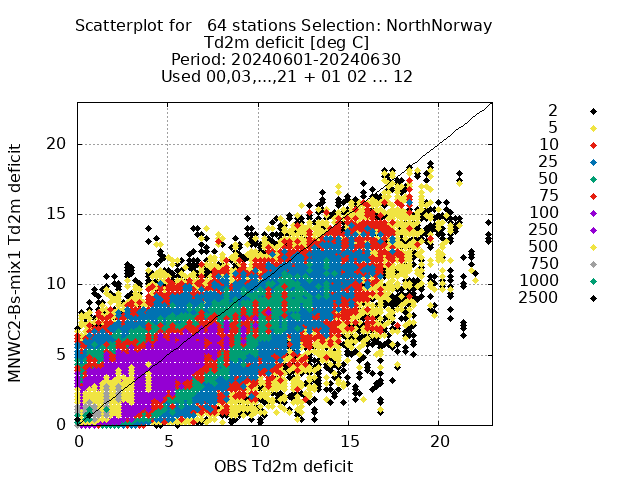 Scatterplot for   64 stations Selection: NorthNorway
Td2m deficit [deg C]
Period: 20240601-20240630
Used 00,03,...,21 + 01 02 ... 12
2
5
10
25
50
75
100
250
500
750
1000
2500
MNWC2-Bs-mix1 Td2m deficit
20
15
10
5
0
0 5 10 15 20
OBS Td2m deficit